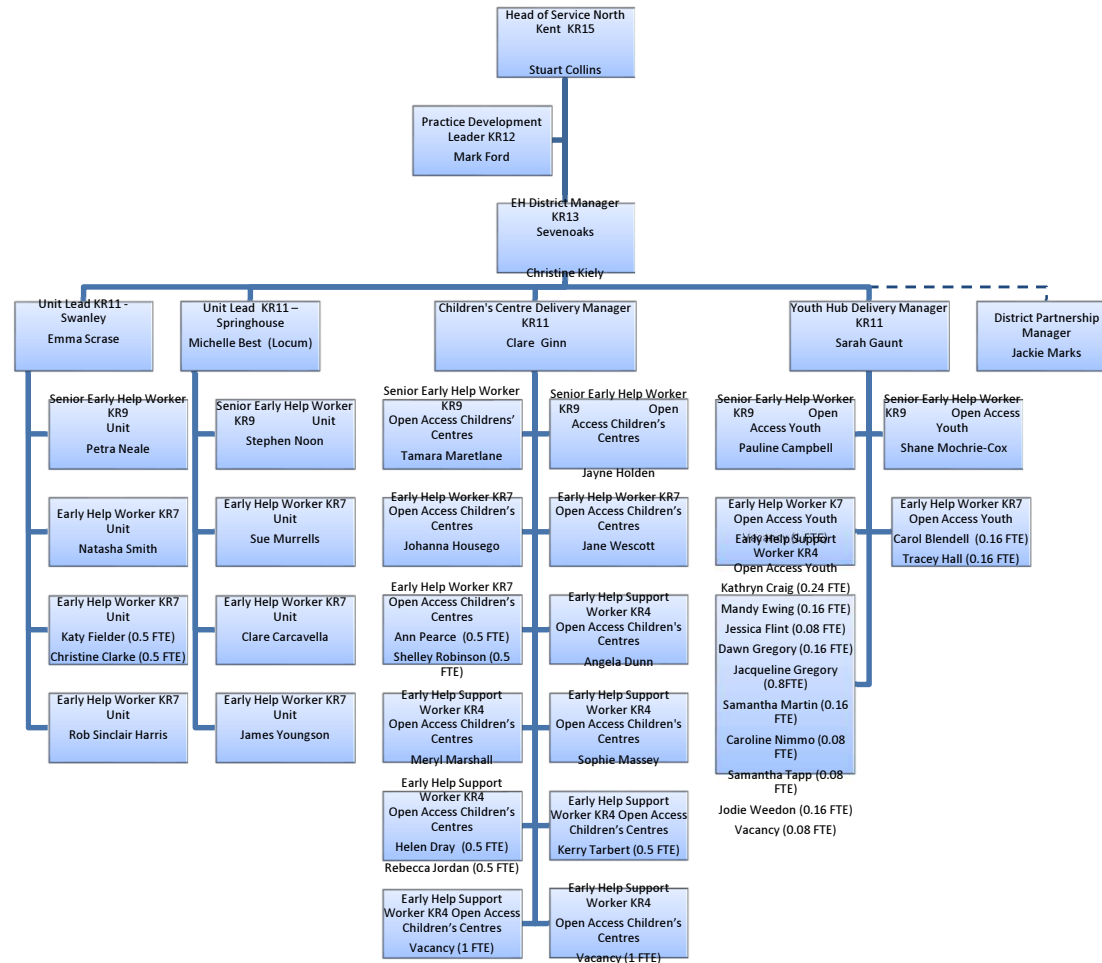 Head of Service North
Kent KR15
Stuart Collins
Practice Development
Leader KR12
Mark Ford
EH District Manager
KR13
Sevenoaks
Christine Kiely
Unit Lead KR11 -
Swanley
Emma Scrase
Unit Lead KR11 –
Springhouse
Michelle Best (Locum)
Children's Centre Delivery Manager
KR11
Clare Ginn
Youth Hub Delivery Manager
KR11
Sarah Gaunt
District Partnership
Manager
Jackie Marks
Senior Early Help Worker
KR9
Unit
Petra Neale
Early Help Worker KR7
Unit
Natasha Smith
Early Help Worker KR7
Unit
Katy Fielder (0.5 FTE)
Christine Clarke (0.5 FTE)
Early Help Worker KR7
Unit
Rob Sinclair Harris
Senior Early Help Worker
KR9 Unit
Stephen Noon
Early Help Worker KR7
Unit
Sue Murrells
Early Help Worker KR7
Unit
Clare Carcavella
Early Help Worker KR7
Unit
James Youngson
Senior Early Help Worker
KR9
Open Access Childrens’
Centres
Tamara Maretlane
Senior Early Help Worker
KR9 Open
Access Children’s
Centres
Jayne Holden
Early Help Worker KR7
Open Access Children’s
Centres
Johanna Housego
Early Help Worker KR7
Open Access Children’s
Centres
Jane Wescott
Early Help Worker KR7
Open Access Children’s
Centres
Ann Pearce (0.5 FTE)
Shelley Robinson (0.5
FTE)
Early Help Support
Worker KR4
Open Access Children's
Centres
Angela Dunn
Early Help Support
Worker KR4
Open Access Children’s
Centres
Meryl Marshall
Early Help Support
Worker KR4
Open Access Children's
Centres
Sophie Massey
Early Help Support
Worker KR4
Open Access Children’s
Centres
Helen Dray (0.5 FTE)
Rebecca Jordan (0.5 FTE)
Early Help Support
Worker KR4 Open Access
Children’s Centres
Kerry Tarbert (0.5 FTE)
Early Help Support
Worker KR4 Open Access
Children’s Centres
Vacancy (1 FTE)
Early Help Support
Worker KR4
Open Access Children’s
Centres
Vacancy (1 FTE)
Senior Early Help Worker
KR9 Open
Access Youth
Pauline Campbell
Senior Early Help Worker
KR9 Open Access
Youth
Shane Mochrie-Cox
Early Help Worker K7
Open Access Youth
Early Help Worker KR7
Open Access Youth
Carol Blendell (0.16 FTE)
Tracey Hall (0.16 FTE)
Early Help Support
Worker KR4
Open Access Youth
Kathryn Craig (0.24 FTE)
Mandy Ewing (0.16 FTE)
Jessica Flint (0.08 FTE)
Dawn Gregory (0.16 FTE)
Jacqueline Gregory
(0.8FTE)
Samantha Martin (0.16
FTE)
Caroline Nimmo (0.08
FTE)
Samantha Tapp (0.08
FTE)
Jodie Weedon (0.16 FTE)
Vacancy (0.08 FTE)